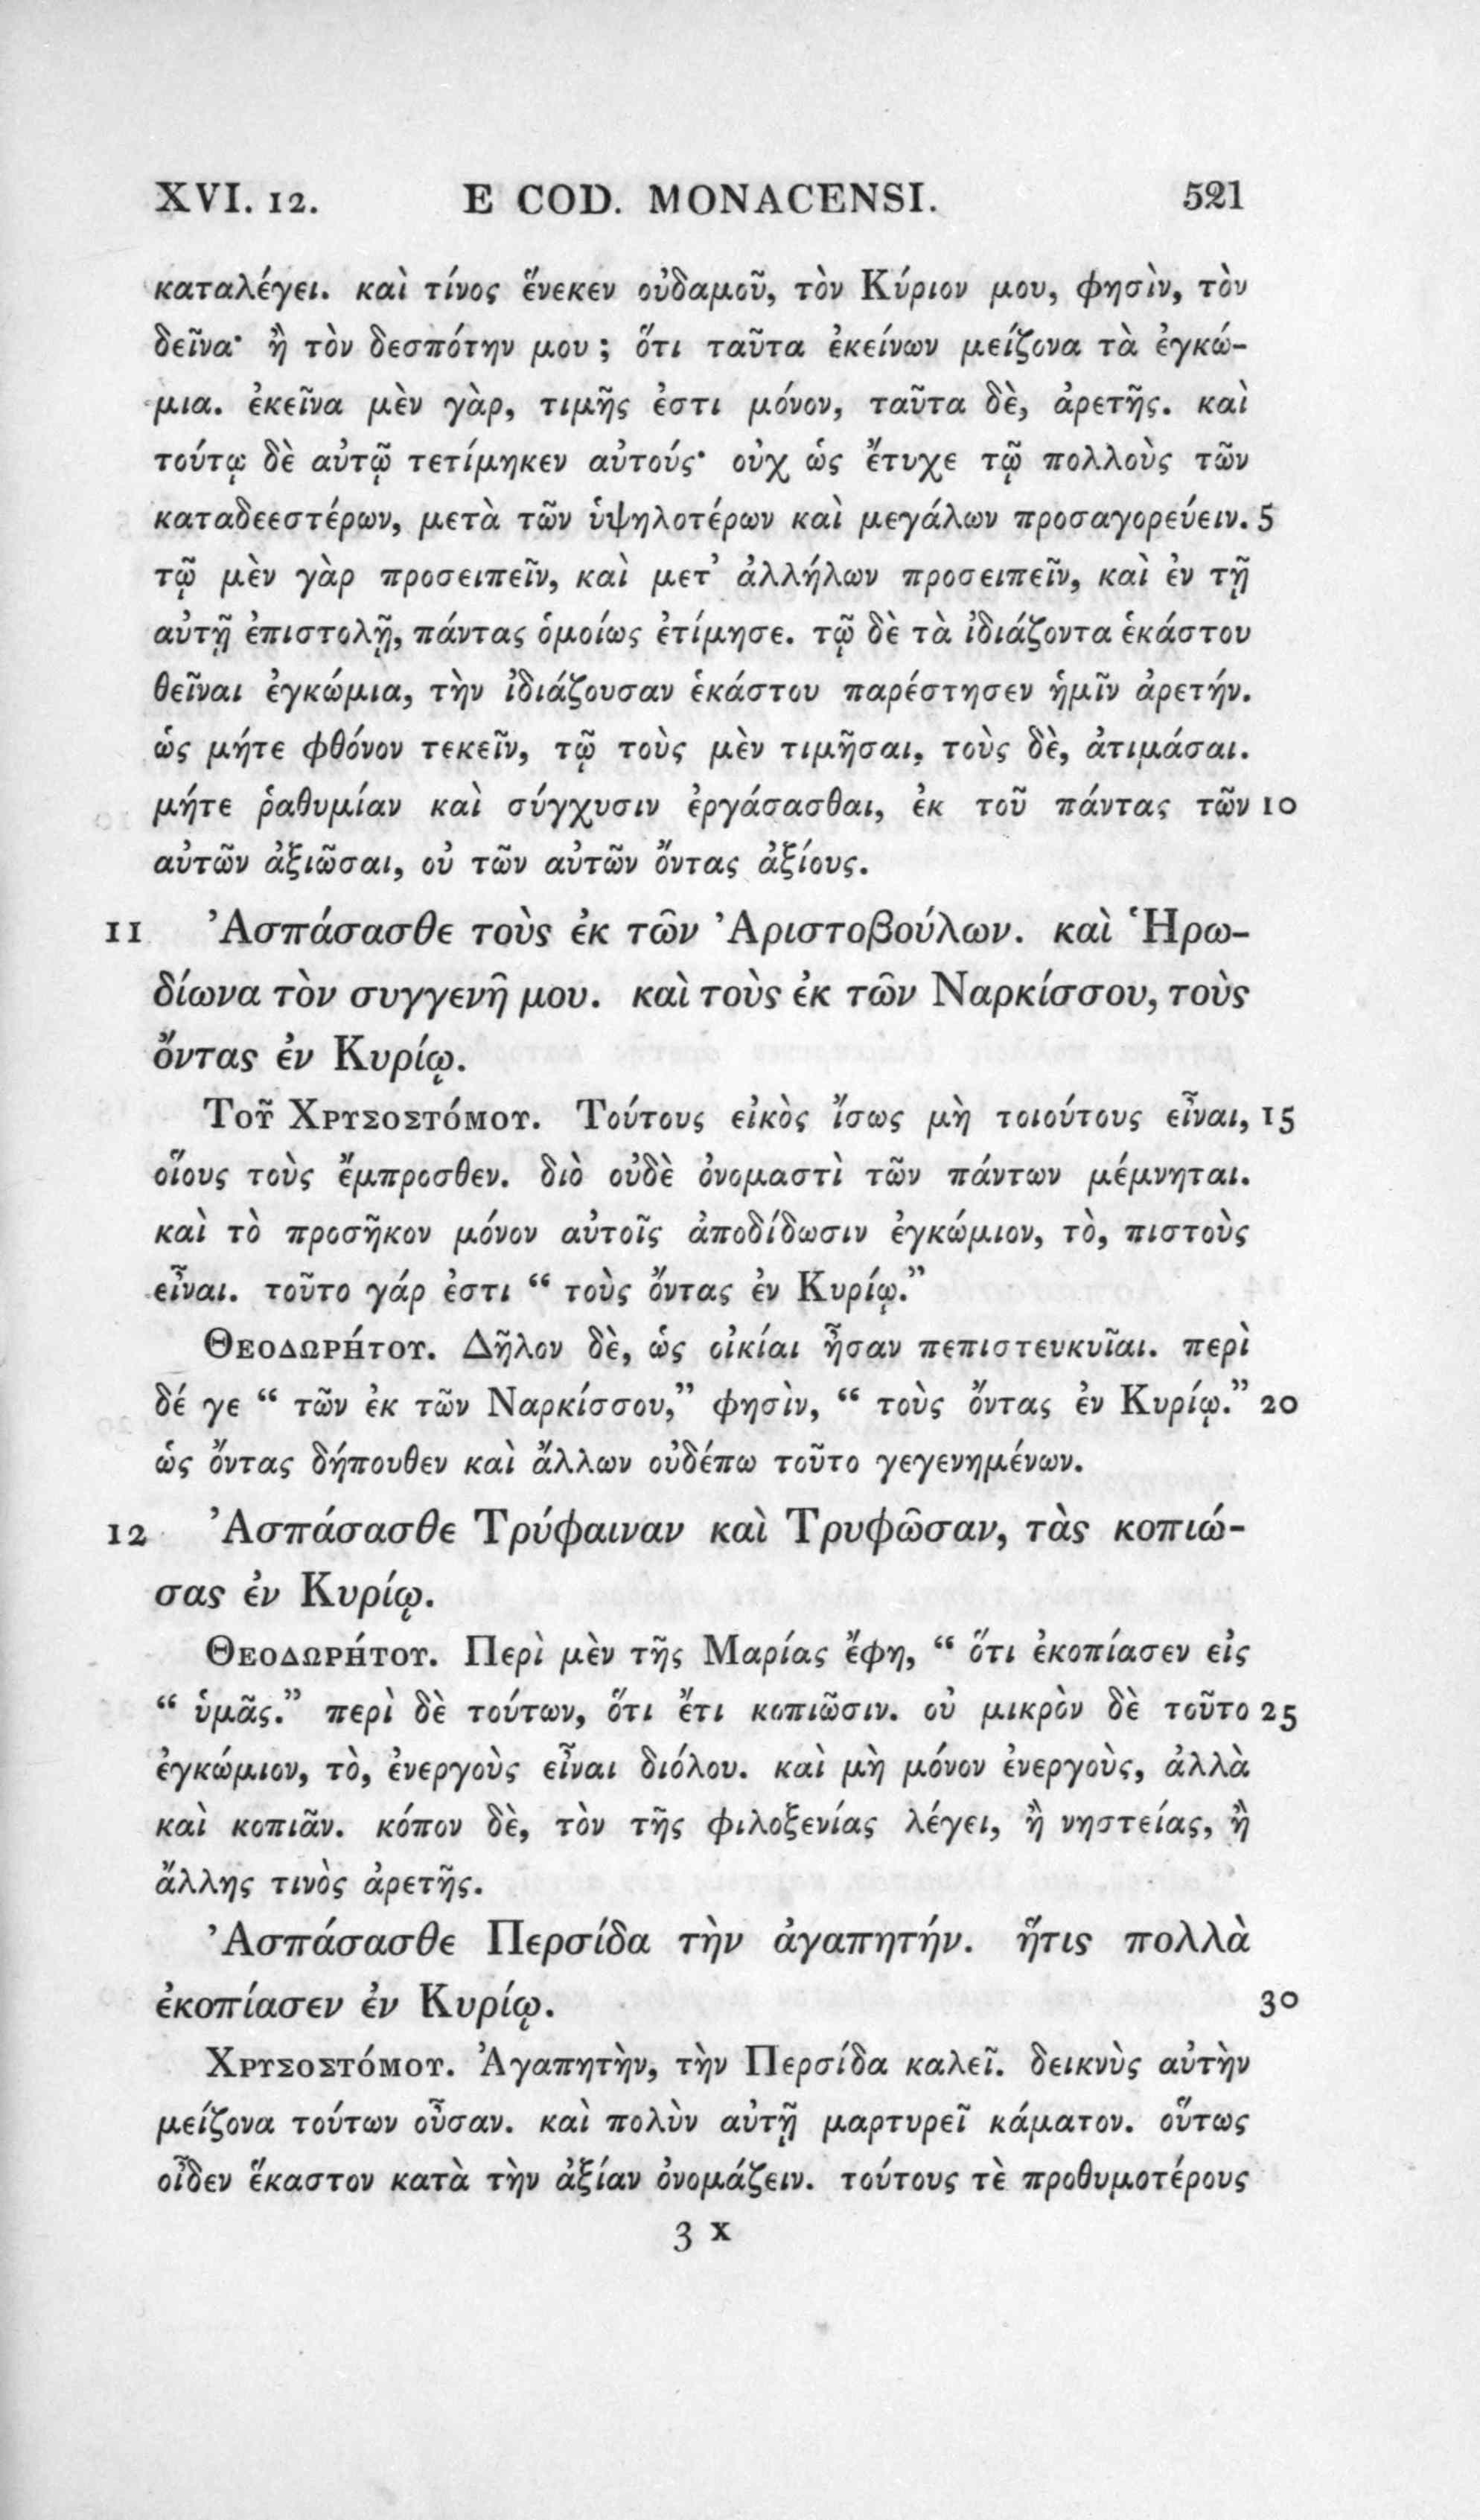 XVI. 12. E COD. MONACENSI. 521
καταλέγει. καὶ τίνος ἕνεκεν οὐδαμοῦ, τὸν Κύριον μου, φησὶν, τὸν
δεῖνα· ἢ τὸν δεσπότην μου ; ὅτι ταῦτα ἐκείνων μείζονα τὰ ἐγκώ-
μια. ἐκεῖνα μὲν γὰρ, τιμῆς ἐστι μόνον, ταῦτα δὲ, ἀρετῆς. καὶ
τούτῳ δὲ αὐτῷ τετίμηκεν αὐτούς· οὐχ ὡς ἔτυχε τῷ πολλοὺς τῶν
καταδεεστέρων, μετὰ τῶν ὑψηλοτέρων καὶ μεγάλων προσαγορεύειν. 5
τῷ μὲν γὰρ προσειπεῖν, καὶ μετ᾽ ἀλλήλων προσειπεῖν, καὶ ἐν τῇ
αὐτῇ ἐπιστολῇ, πάντας ὁμοίως ἐτίμησε. τῷ δὲ τὰ ἰδιάζοντα ἑκάστου
θεῖναι ἐγκώμια, τὴν ἰδιάζουσαν ἑκάστου παρέστησεν ἡμῖν ἀρετήν.
ὡς μήτε φθόνον τεκεῖν, τῷ τοὺς μὲν τιμῆσαι, τοὺς δὲ, ἀτιμάσαι.
μήτε ῥαθυμίαν καὶ σύγχυσιν ἐργάσασθαι, ἐκ τοῦ πάντας τῶν 10
αὐτῶν ἀξιῶσαι, οὐ τῶν αὐτῶν ὄντας ἀξίους.
11 Ἀσπάσασθε τοὺς ἐκ τῶν Ἀριστοβούλων. καὶ Ἡρω-
δίωνα τὸν συγγενῆ μου. καὶ τοὺς ἐκ τῶν Ναρκίσσου, τοὺς
ὄντας ἐν Κυρίῳ.
Τοῦ Χρυσοστόμου. Τούτους εἰκὸς ἴσως μὴ τοιούτους εἶναι, 15
οἵους τοὺς ἔμπροσθεν. διὸ οὐδὲ ὀνομαστὶ τῶν πάντων μέμνηται.
καὶ τὸ προσῆκον μόνον αὐτοῖς ἀποδίδωσιν ἐγκώμιον, τὸ, πιστοὺς
εἶναι. τοῦτο γάρ ἐστι “ τοὺς ὄντας ἐν Κυρίῳ.”
Θεοδωρήτου. Δῆλον δὲ, ὡς οἰκίαι ἦσαν πεπιστευκυῖαι. περὶ
δέ γε “ τῶν ἐκ τῶν Ναρκίσσου,” φησὶν, “ τοὺς ὄντας ἐν Κυρίῳ.” 20
ὡς ὄντας δήπουθεν καὶ ἄλλων οὐδέπω τοῦτο γεγενημένων.
12 Ἀσπάσασθε Τρύφαιναν καὶ Τρυφῶσαν, τὰς κοπιώ-
σας ἐν Κυρίῳ.
Θεοδωρήτου. Περὶ μὲν τῆς Μαρίας ἔφη, “ ὅτι ἐκοπίασεν εἰς
“ ὑμᾶς.” περὶ δὲ τούτων, ὅτι ἔτι κοπιῶσιν. οὐ μικρὸν δὲ τοῦτο 25
ἐγκώμιον, τὸ, ἐνεργοὺς εἶναι διόλου. καὶ μὴ μόνον ἐνεργοὺς, ἀλλὰ
καὶ κοπιᾶν. κόπον δὲ, τὸν τῆς φιλοξενίας λέγει, ἢ νηστείας, ἢ
ἄλλης τινὸς ἀρετῆς.
Ἀσπάσασθε Περσίδα τὴν ἀγαπητήν. ἥτις πολλὰ
ἐκοπίασεν ἐν Κυρίῳ. 30
Χρυσοστόμου. Ἀγαπητὴν, τὴν Περσίδα καλεῖ. δεικνὺς αὐτὴν
μείζονα τούτων οὖσαν. καὶ πολὺν αὐτῇ μαρτυρεῖ κάματον. οὕτως
οἶδεν ἕκαστον κατὰ τὴν ἀξίαν ὀνομάζειν. τούτους τὲ προθυμοτέρους
3 X